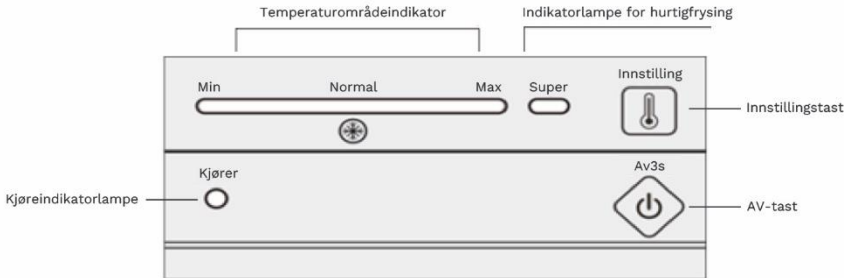 Temperaturområdeindikator
Indikatorlampe for hurtigfrysing
Min Normal Max Super Innstilling
Innstillingstast
Kjører Av3s
Kjøreindikatorlampe
AV-tast